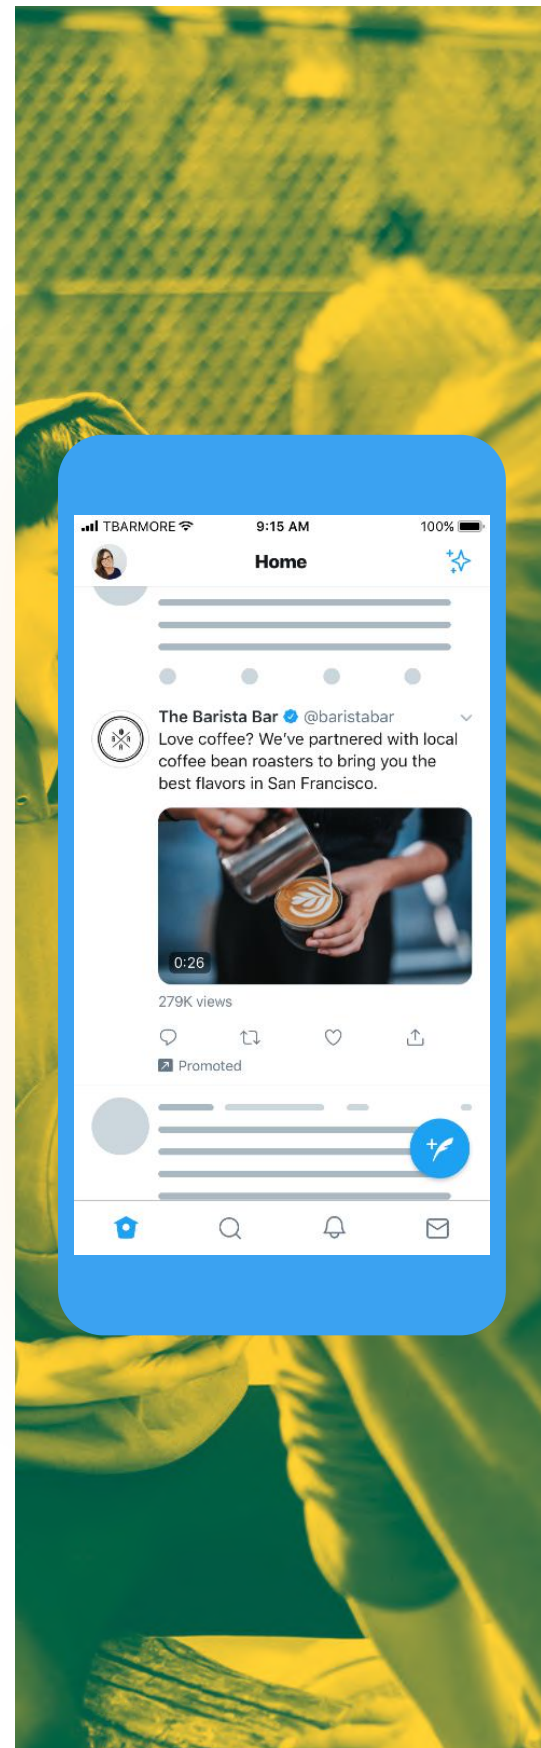 TBARMORE 9:15 AM 100%
Home
The Barista Bar @baristabar
Love coffee? We've partnered with local
coffee bean roasters to bring you the
best flavors in San Francisco.
0:26
279K views
Promoted